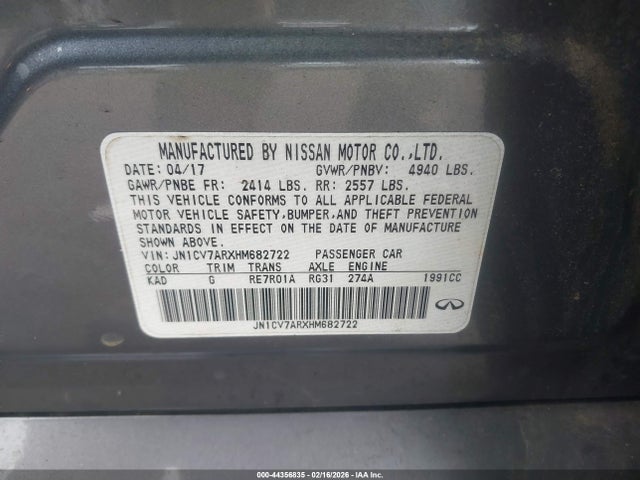 MANUFACTURED BY NISSAN MOTOR CO.,LTD.
DATE: 04/17 GVWR/PNBV: 4940 LBS.
GAWR/PNBE FR: 2414 LBS. RR: 2557 LBS.
THIS VEHICLE CONFORMS TO ALL APPLICABLE FEDERAL
MOTOR VEHICLE SAFETY, BUMPER, AND THEFT PREVENTION
STANDARDS IN EFFECT ON THE DATE OF MANUFACTURE
SHOWN ABOVE.
VIN: JN1CV7ARXHM682722 PASSENGER CAR
COLOR TRIM TRANS AXLE ENGINE
KAD G RE7R01A RG31 274A 1991CC
JN1CV7ARXHM682722
000-44356835 - 02/16/2026 - IAAI.COM